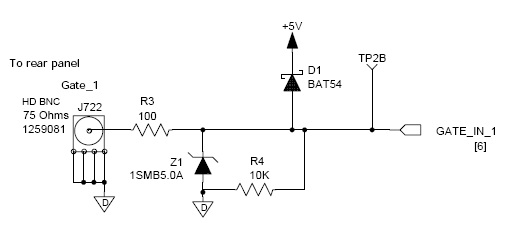 +5V
TP2B
To rear panel
D1
BAT54
Gate_1
HD BNC
75 Ohms
1259081
J722
R3
100
GATE_IN_1
[6]
Z1
1SMB5.0A
R4
10K
D
D